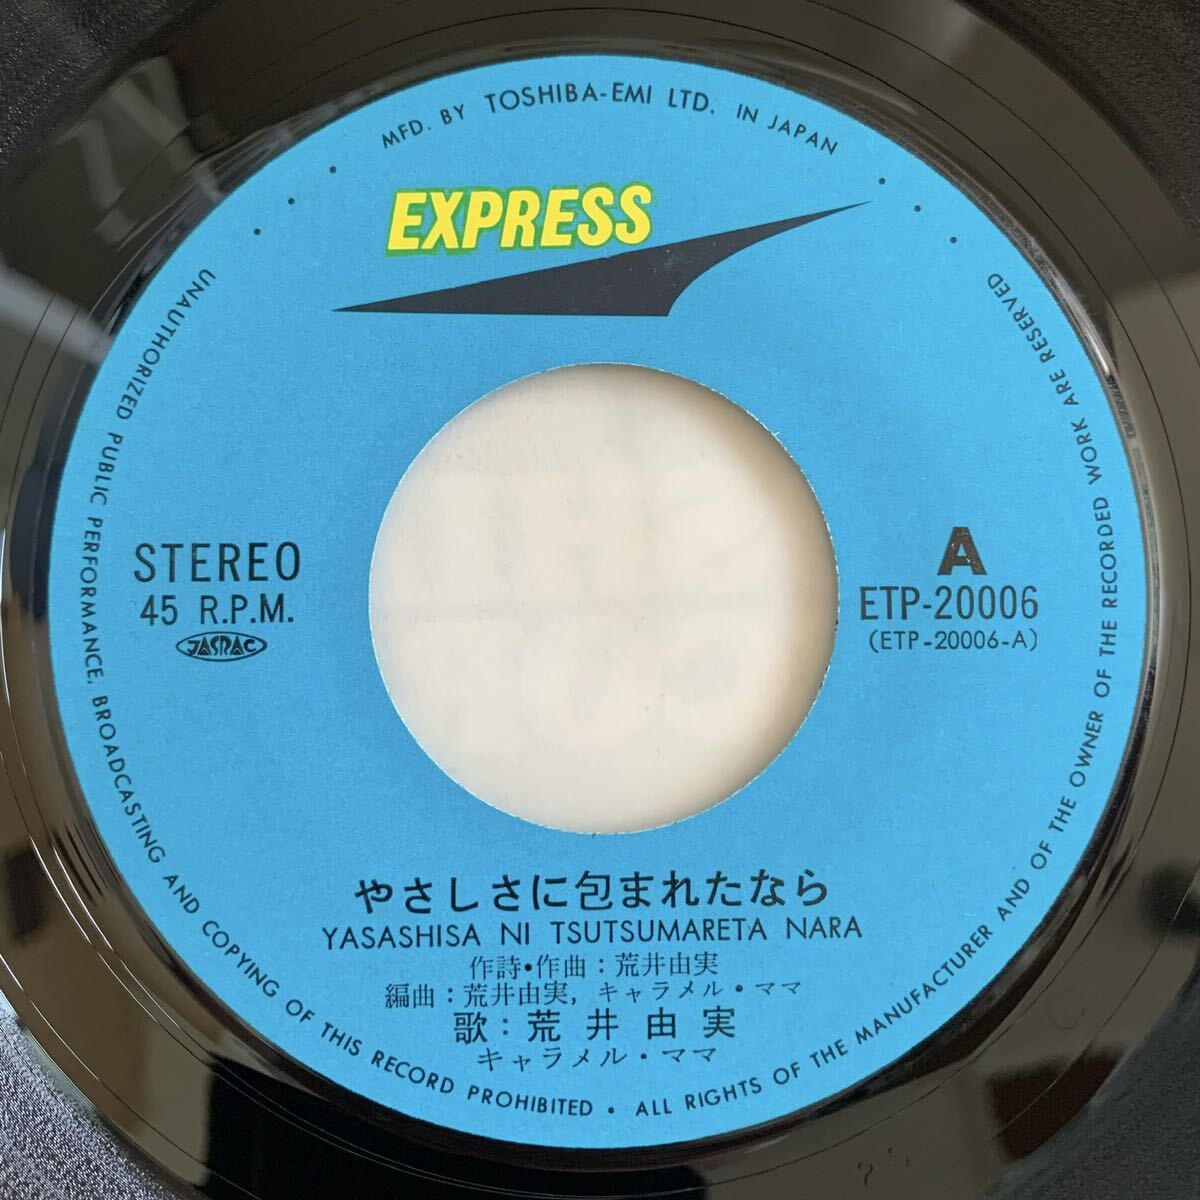 MFD. BY TOSHIBA-EMI LTD. IN JAPAN
EXPRESS
STEREO
45 R.P.M.
JASRAC
A
ETP-20006
(ETP-20006-A)
やさしさに包まれたなら
YASASHISA NI TSUTSUMARETA NARA
作詩・作曲:荒井由実
編曲:荒井由実, キャラメル・ママ
歌:荒井由実
キャラメル・ママ
UNAUTHORIZED PUBLIC PERFORMANCE, BROADCASTING AND COPYING OF THIS RECORD PROHIBITED • ALL RIGHTS OF THE MANUFACTURER AND OF THE OWNER OF THE RECORDED WORK ARE RESERVED